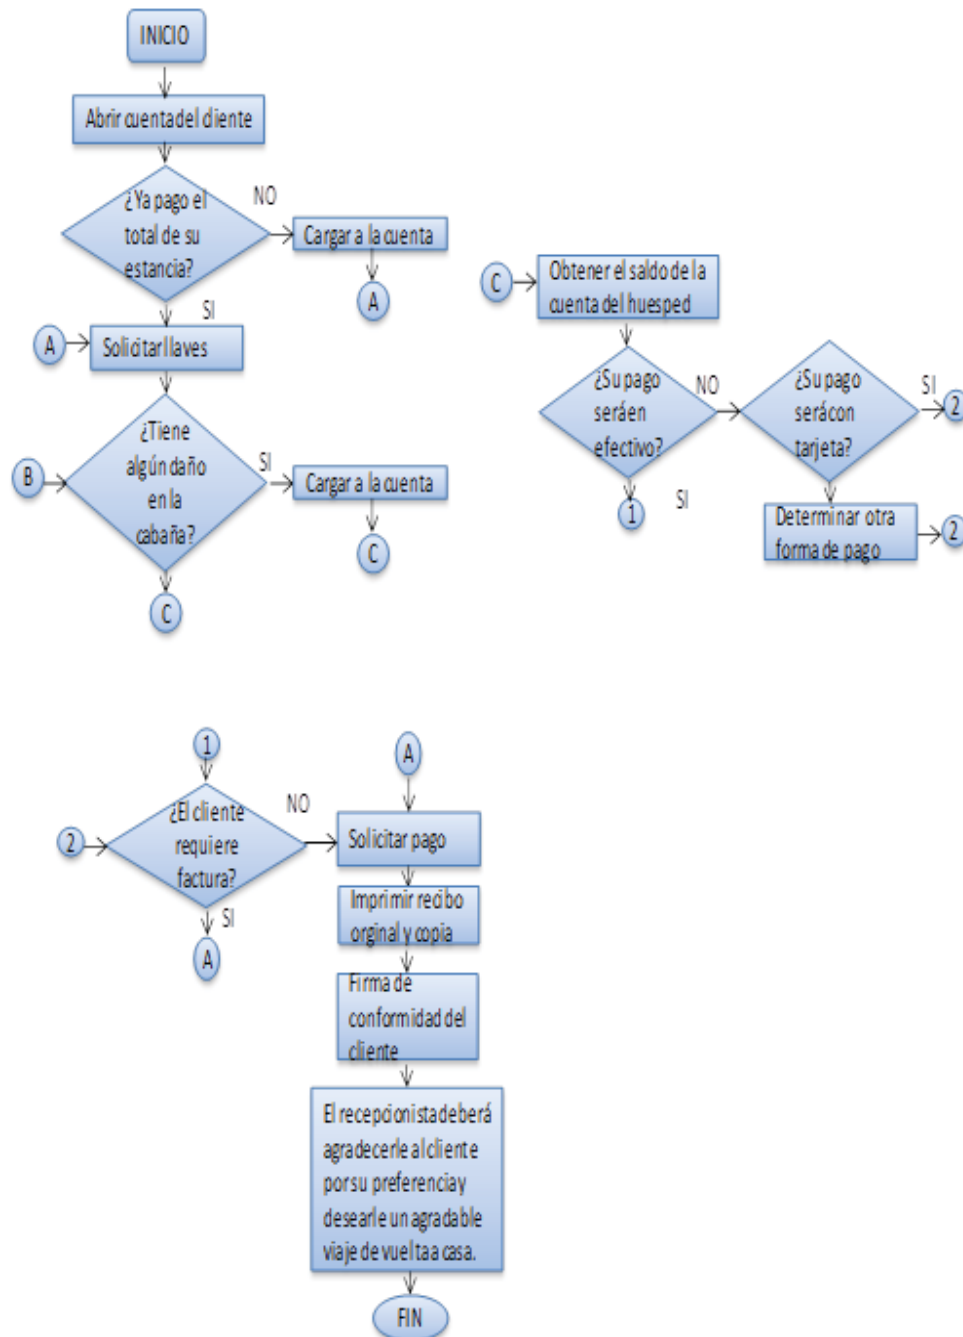 INICIO
Abrir cuenta del cliente
¿Ya pago el
total de su
estancia?
NO
Cargar a la cuenta
A
SI
A
Solicitar llaves
¿Tiene
algún daño
en la
cabaña?
B
SI
Cargar a la cuenta
C
C
C
Obtener el saldo de la
cuenta del huesped
¿Su pago
será en
efectivo?
NO
SI
1
¿Su pago
será con
tarjeta?
SI
2
Determinar otra
forma de pago
2
1
¿El cliente
requiere
factura?
2
NO
SI
A
A
Solicitar pago
Imprimir recibo
orginal y copia
Firma de
conformidad del
cliente
El recepcionista deberá
agradecerle al cliente
por su preferencia y
desearle un agradable
viaje de vuelta a casa.
FIN